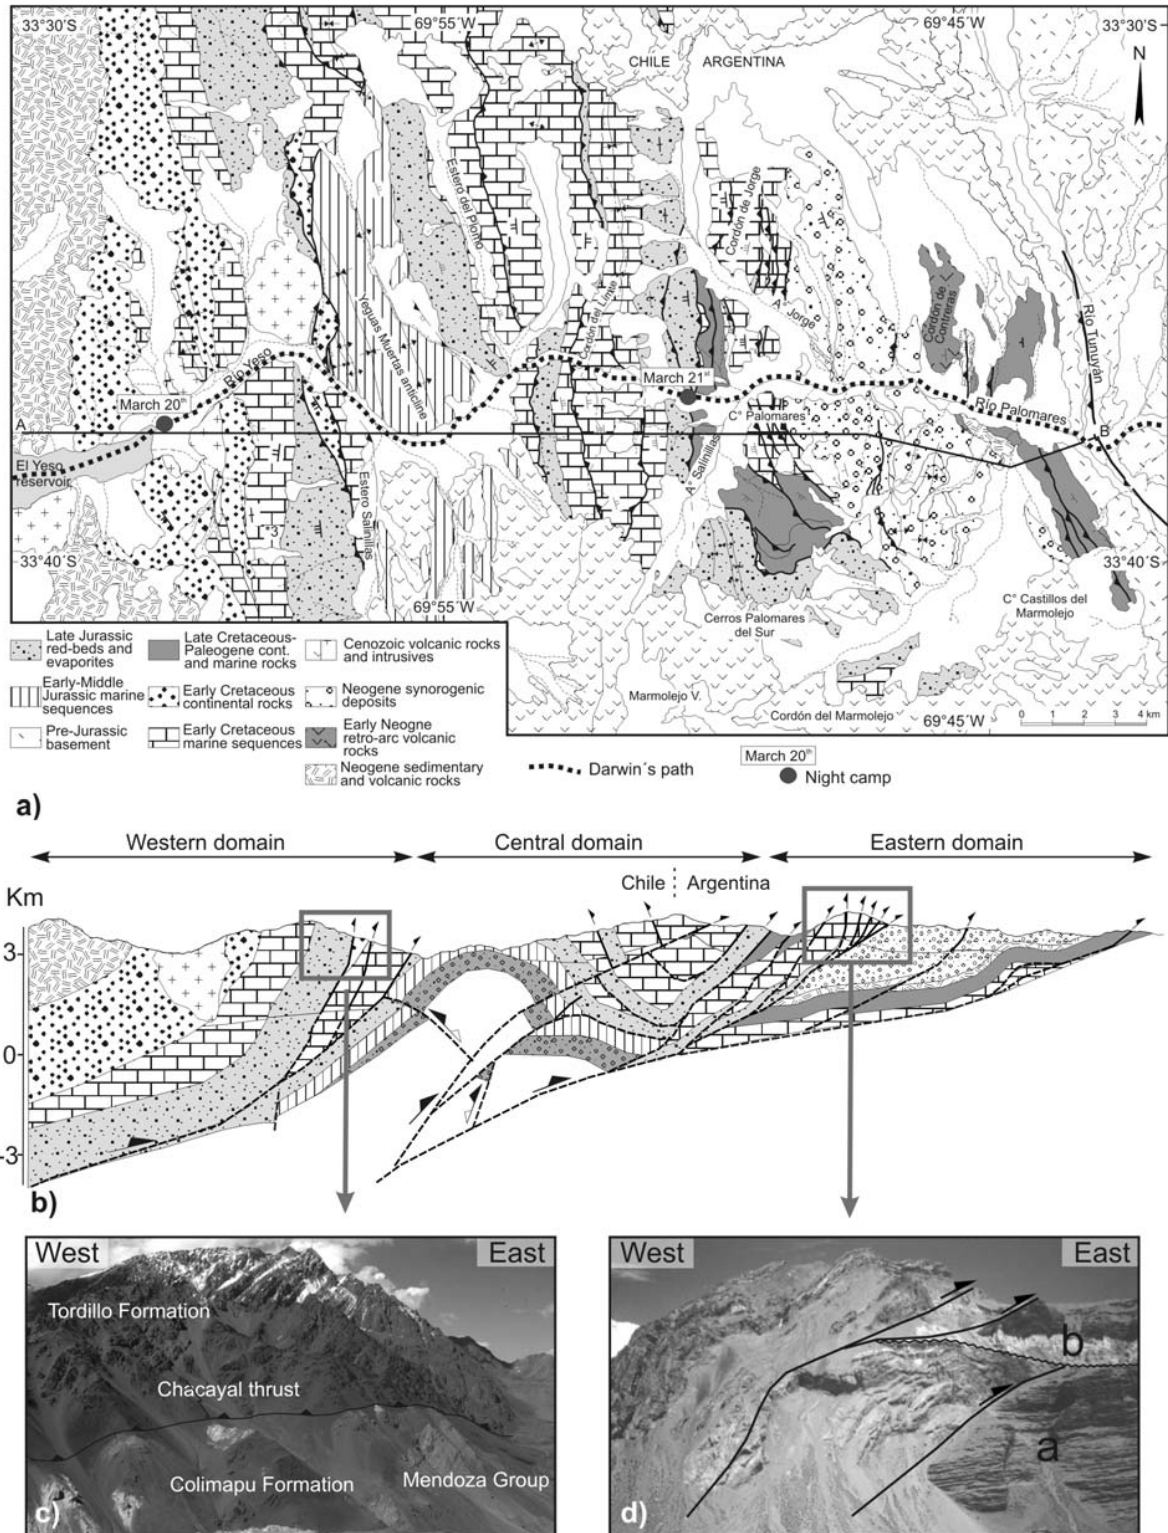 33°30´S
69°55´W
69°45´W
33°30´S
CHILE
ARGENTINA
N
Estero del Plomo
Cordón de Jorge
A° Jorge
Cordón del Límite
Yeguas Muertas anticline
Cordón de
Contreras
Río Tunuyán
Río Yeso
March 20th
March 21st
C° Palomares
Río Palomares
A
B
El Yeso
reservoir
A° Salinillas
Estero Salinillas
33°40´S
33°40´S
69°55´W
C° Castillos del
Marmolejo
Cerros Palomares
del Sur
Marmolejo V.
Cordón del Marmolejo
69°45´W
0 1 2 3 4 km
Late Jurassic
red-beds and
evaporites
Late Cretaceous-
Paleogene cont.
and marine rocks
Cenozoic volcanic rocks
and intrusives
Early-Middle
Jurassic marine
sequences
Early Cretaceous
continental rocks
Neogene synorogenic
deposits
Pre-Jurassic
basement
Early Cretaceous
marine sequences
Early Neogne
retro-arc volcanic
rocks
Neogene sedimentary
and volcanic rocks
Darwin´s path
March 20th
Night camp
a)
Western domain
Central domain
Eastern domain
Km
Chile
Argentina
3
0
-3
b)
West
East
Tordillo Formation
Chacayal thrust
Colimapu Formation
Mendoza Group
c)
West
East
b
a
d)